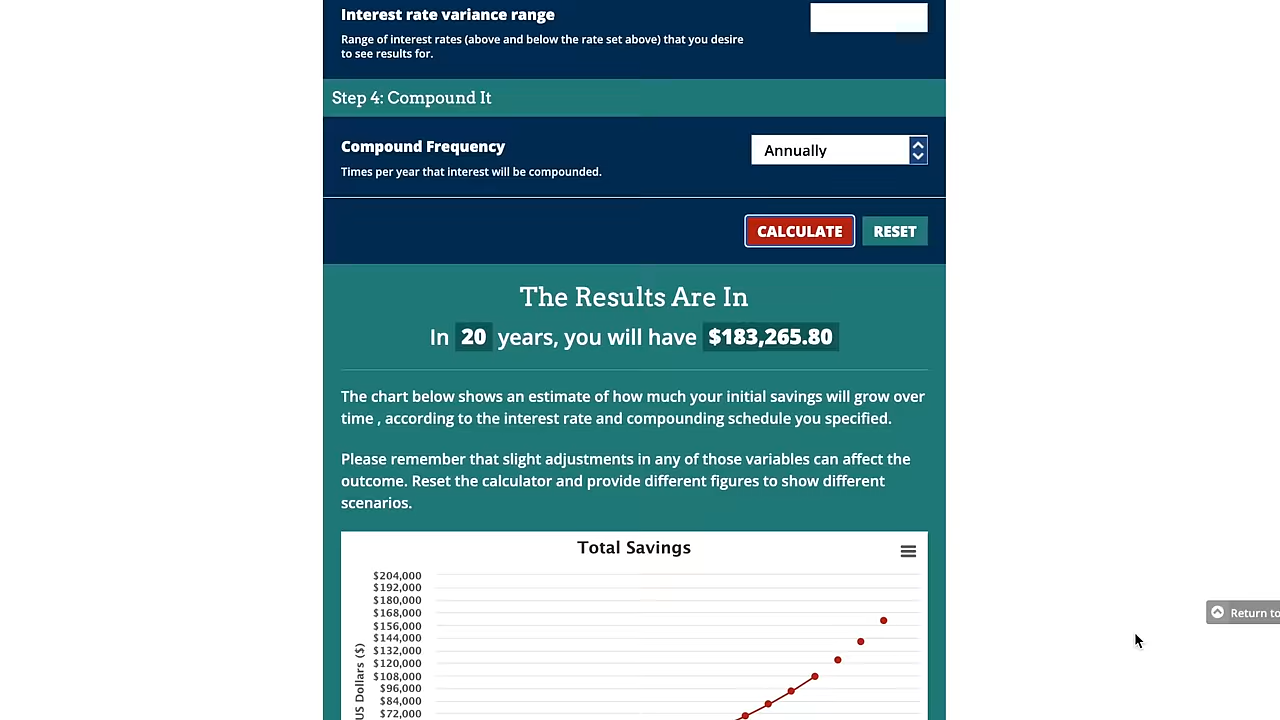 Interest rate variance range
Range of interest rates (above and below the rate set above) that you desire
to see results for.
Step 4: Compound It
Compound Frequency
Annually
Times per year that interest will be compounded.
CALCULATE RESET
The Results Are In
In 20 years, you will have $183,265.80
The chart below shows an estimate of how much your initial savings will grow over
time , according to the interest rate and compounding schedule you specified.
Please remember that slight adjustments in any of those variables can affect the
outcome. Reset the calculator and provide different figures to show different
scenarios.
Total Savings
$204,000
$192,000
$180,000
$168,000
$156,000
$144,000
$132,000
$120,000
$108,000
$96,000
$84,000
$72,000
US Dollars ($)
Return to